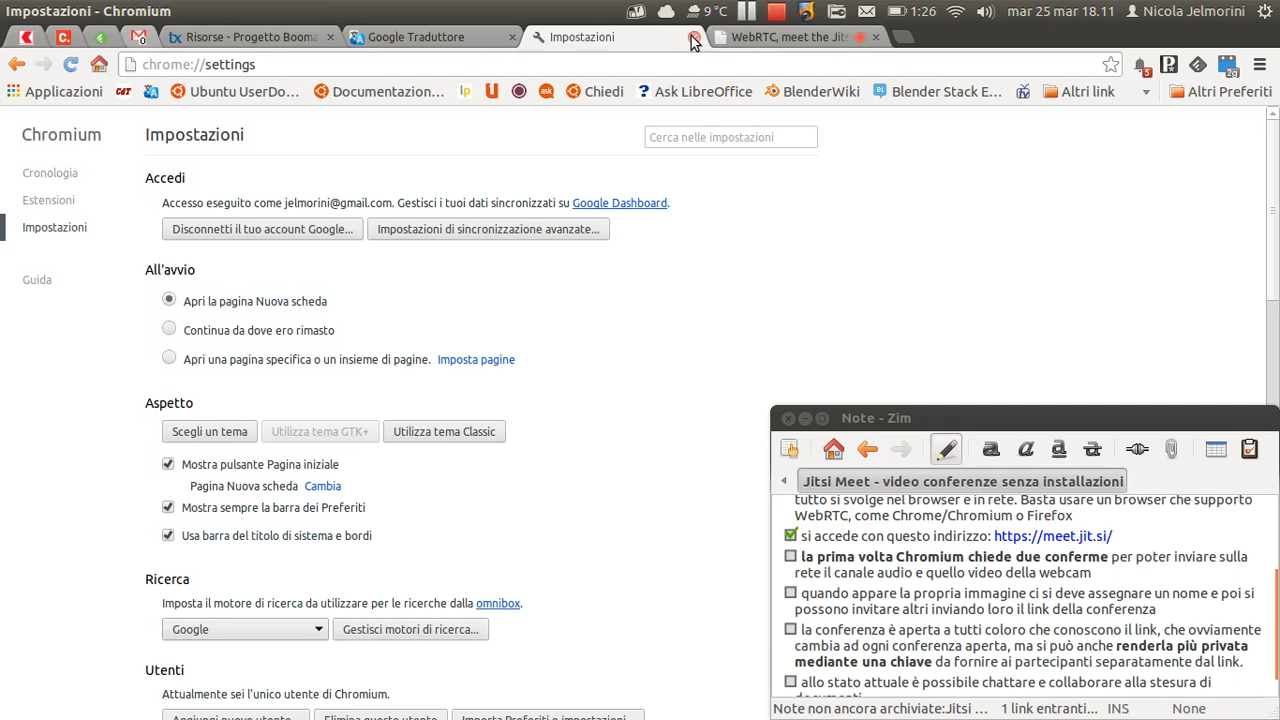 Impostazioni - Chromium
9 °C
1:26
mar 25 mar 18.11
Nicola Jelmorini
Risorse - Progetto Booma
Google Traduttore
Impostazioni
WebRTC, meet the Jits
chrome://settings
5
Applicazioni
Ubuntu UserDo...
Documentazion...
lp
Chiedi
? Ask LibreOffice
BlenderWiki
Blender Stack E...
Altri link
Altri Preferiti
Chromium
Cronologia
Estensioni
Impostazioni
Guida
Impostazioni
Cerca nelle impostazioni
Accedi
Accesso eseguito come jelmorini@gmail.com. Gestisci i tuoi dati sincronizzati su Google Dashboard.
Disconnetti il tuo account Google...
Impostazioni di sincronizzazione avanzate...
All'avvio
Apri la pagina Nuova scheda
Continua da dove ero rimasto
Apri una pagina specifica o un insieme di pagine. Imposta pagine
Aspetto
Scegli un tema
Utilizza tema GTK+
Utilizza tema Classic
Mostra pulsante Pagina iniziale
Pagina Nuova scheda Cambia
Mostra sempre la barra dei Preferiti
Usa barra del titolo di sistema e bordi
Ricerca
Imposta il motore di ricerca da utilizzare per le ricerche dalla omnibox.
Google
Gestisci motori di ricerca...
Utenti
Attualmente sei l'unico utente di Chromium.
Aggiungi nuovo utente...
Elimina questo utente...
Importa Preferiti e impostazioni...
Note - Zim
Jitsi Meet - video conferenze senza installazioni
tutto si svolge nel browser e in rete. Basta usare un browser che supporto
WebRTC, come Chrome/Chromium o Firefox
si accede con questo indirizzo: https://meet.jit.si/
la prima volta Chromium chiede due conferme per poter inviare sulla
rete il canale audio e quello video della webcam
quando appare la propria immagine ci si deve assegnare un nome e poi si
possono invitare altri inviando loro il link della conferenza
la conferenza è aperta a tutti coloro che conoscono il link, che ovviamente
cambia ad ogni conferenza aperta, ma si può anche renderla più privata
mediante una chiave da fornire ai partecipanti separatamente dal link.
allo stato attuale è possibile chattare e collaborare alla stesura di
documenti
Note non ancora archiviate:Jitsi ...
1 link entranti...
INS
None